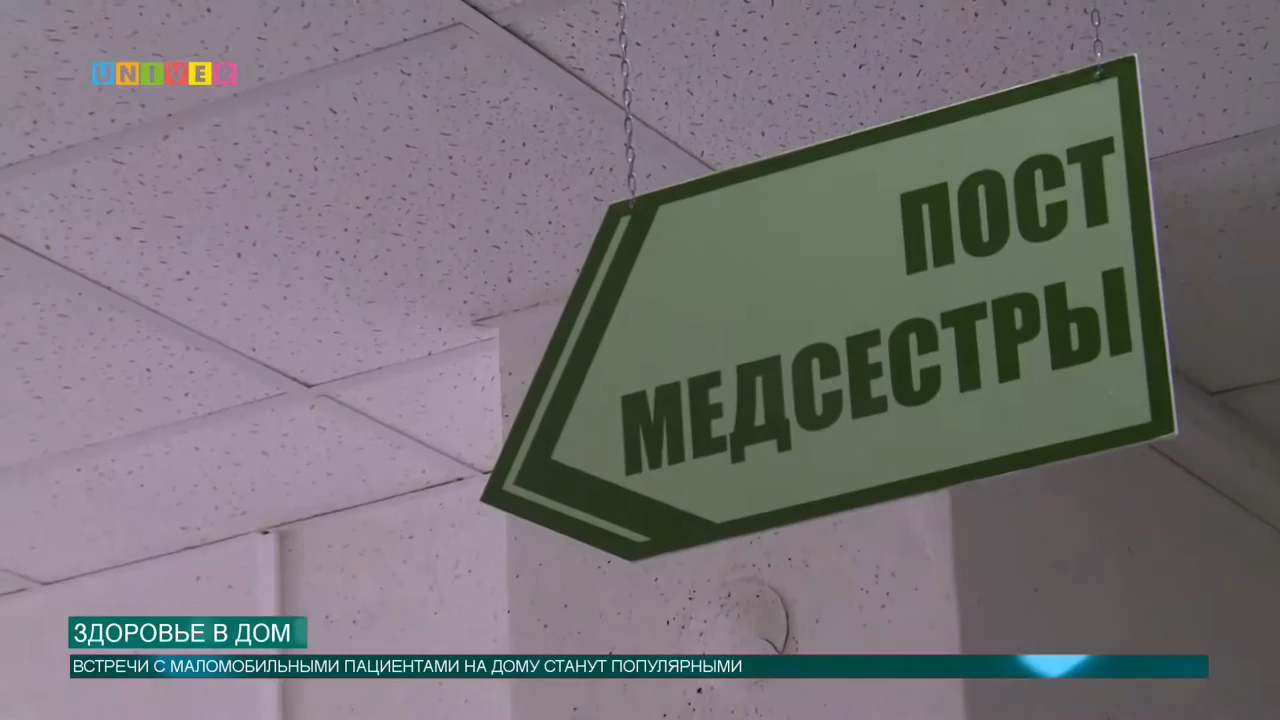 UNIVER
ПОСТ
МЕДСЕСТРЫ
ЗДОРОВЬЕ В ДОМ
ВСТРЕЧИ С МАЛОМОБИЛЬНЫМИ ПАЦИЕНТАМИ НА ДОМУ СТАНУТ ПОПУЛЯРНЫМИ